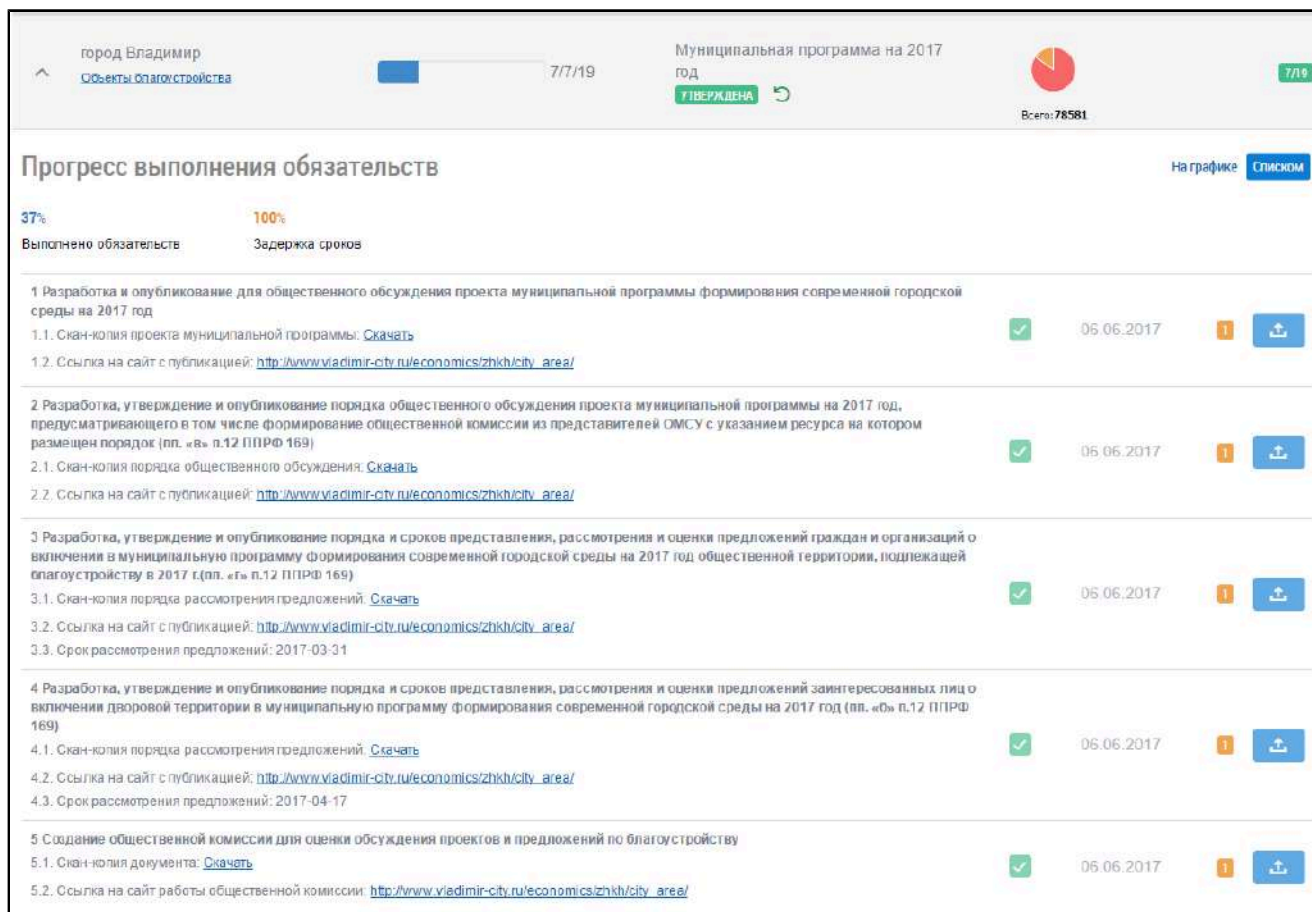 город Владимир
Объекты благоустройства
7/7/19
Муниципальная программа на 2017
год
УТВЕРЖДЕНА
Всего: 78581
7/19
Прогресс выполнения обязательств
На графике Списком
37% 100%
Выполнено обязательств Задержка сроков
1 Разработка и опубликование для общественного обсуждения проекта муниципальной программы формирования современной городской
среды на 2017 год
1.1. Скан-копия проекта муниципальной программы: Скачать
06.06.2017 1
1.2. Ссылка на сайт с публикацией: http://www.vladimir-city.ru/economics/zhkh/city_area/
2 Разработка, утверждение и опубликование порядка общественного обсуждения проекта муниципальной программы на 2017 год,
предусматривающего в том числе формирование общественной комиссии из представителей ОМСУ с указанием ресурса на котором
размещен порядок (пп. «в» п.12 ППРФ 169)
06.06.2017 1
2.1. Скан-копия порядка общественного обсуждения: Скачать
2.2. Ссылка на сайт с публикацией: http://www.vladimir-city.ru/economics/zhkh/city_area/
3 Разработка, утверждение и опубликование порядка и сроков представления, рассмотрения и оценки предложений граждан и организаций о
включении в муниципальную программу формирования современной городской среды на 2017 год общественной территории, подлежащей
благоустройству в 2017 г.(пп. «г» п.12 ППРФ 169)
3.1. Скан-копия порядка рассмотрения предложений: Скачать
06.06.2017 1
3.2. Ссылка на сайт с публикацией: http://www.vladimir-city.ru/economics/zhkh/city_area/
3.3. Срок рассмотрения предложений: 2017-03-31
4 Разработка, утверждение и опубликование порядка и сроков представления, рассмотрения и оценки предложений заинтересованных лиц о
включении дворовой территории в муниципальную программу формирования современной городской среды на 2017 год (пп. «б» п.12 ППРФ
169)
4.1. Скан-копия порядка рассмотрения предложений: Скачать
06.06.2017 1
4.2. Ссылка на сайт с публикацией: http://www.vladimir-city.ru/economics/zhkh/city_area/
4.3. Срок рассмотрения предложений: 2017-04-17
5 Создание общественной комиссии для оценки обсуждения проектов и предложений по благоустройству
5.1. Скан-копия документа: Скачать
06.06.2017 1
5.2. Ссылка на сайт работы общественной комиссии: http://www.vladimir-city.ru/economics/zhkh/city_area/